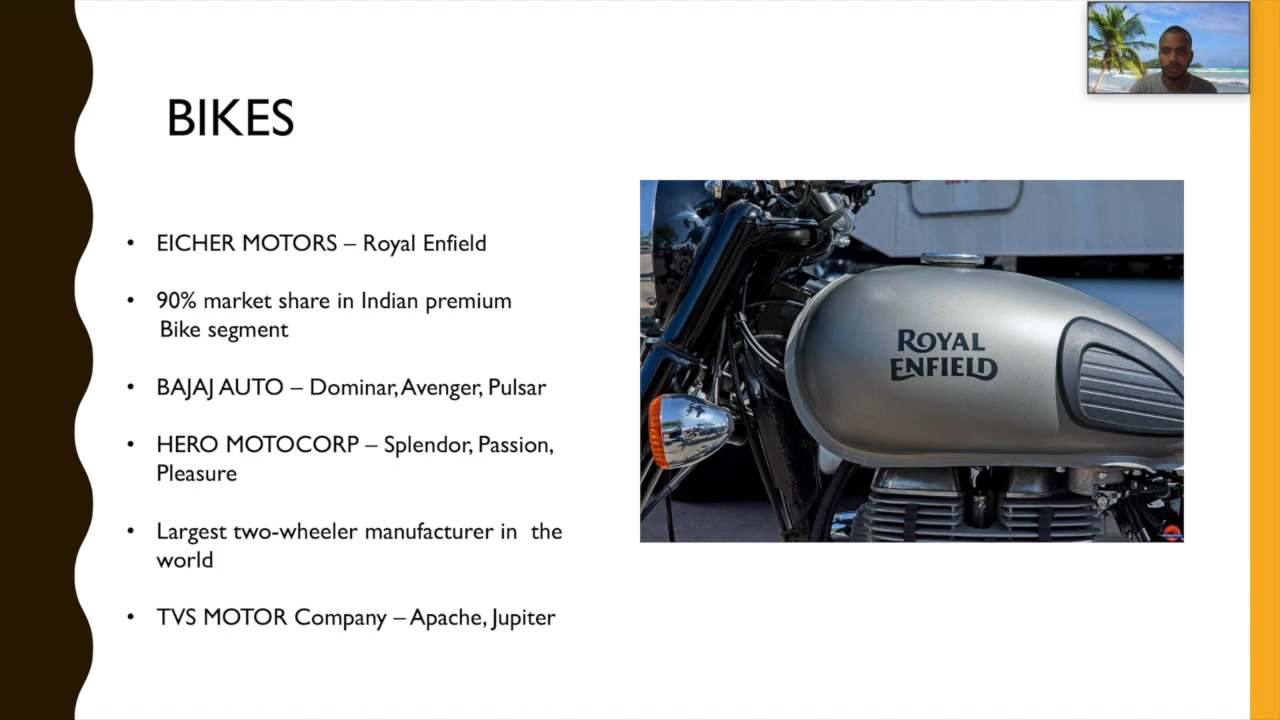 BIKES
• EICHER MOTORS – Royal Enfield
• 90% market share in Indian premium
Bike segment
• BAJAJ AUTO – Dominar, Avenger, Pulsar
• HERO MOTOCORP – Splendor, Passion,
Pleasure
• Largest two-wheeler manufacturer in the
world
• TVS MOTOR Company – Apache, Jupiter
ROYAL
ENFIELD